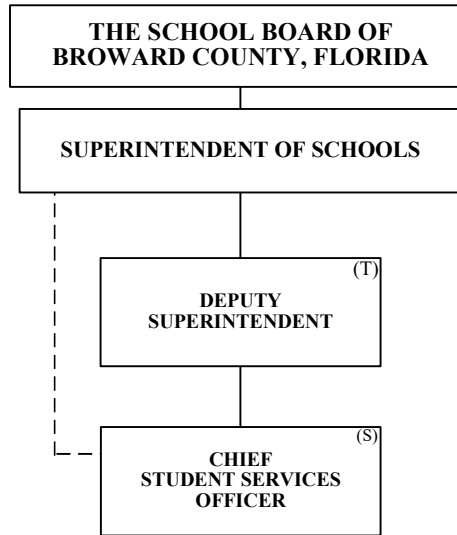 THE SCHOOL BOARD OF
BROWARD COUNTY, FLORIDA
SUPERINTENDENT OF SCHOOLS
(T)
DEPUTY
SUPERINTENDENT
(S)
CHIEF
STUDENT SERVICES
OFFICER